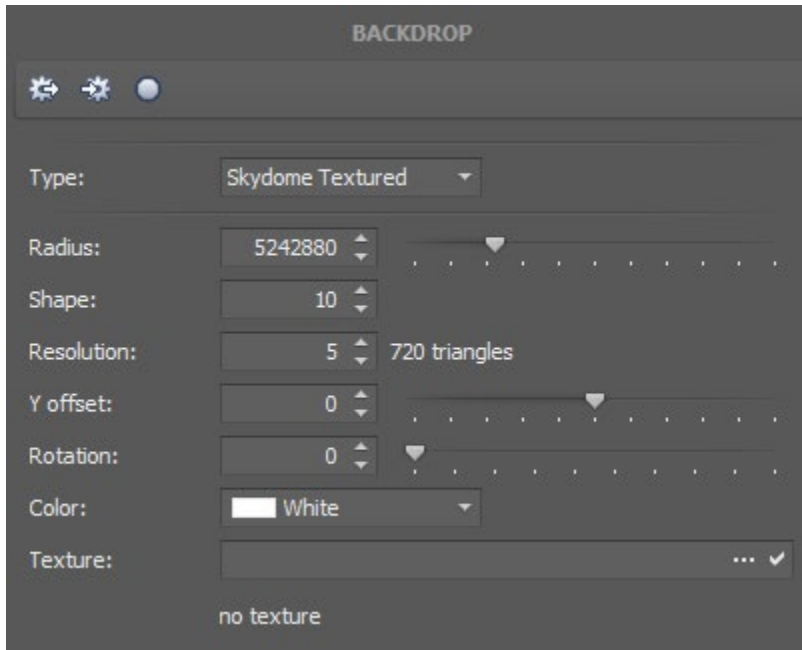 BACKDROP
Type: Skydome Textured
Radius: 5242880
Shape: 10
Resolution: 5 720 triangles
Y offset: 0
Rotation: 0
Color: White
Texture: ...
no texture